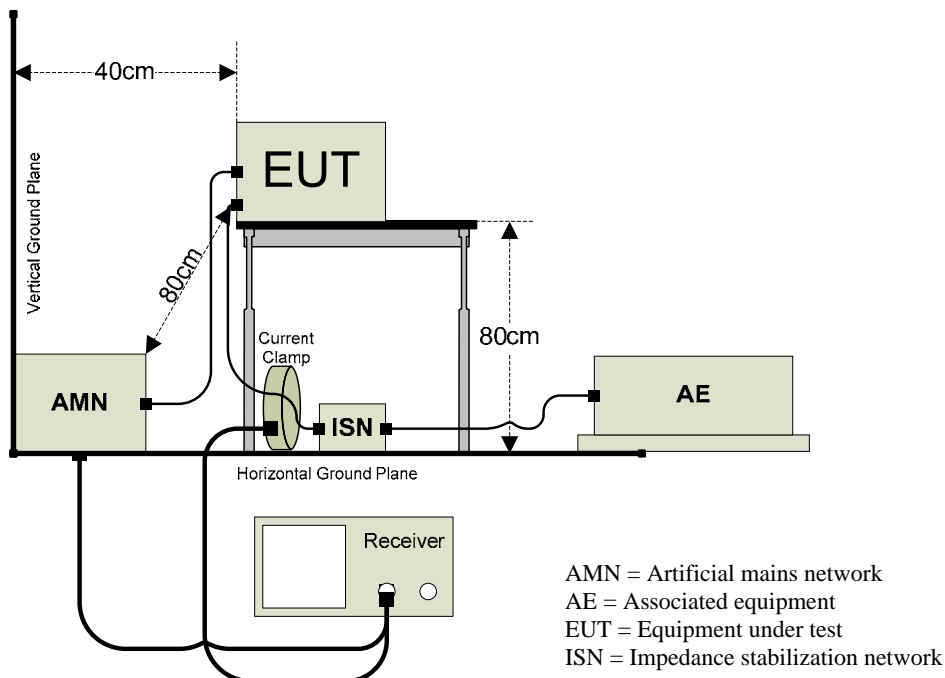 40cm
EUT
Vertical Ground Plane
80cm
Current
Clamp
80cm
AMN
ISN
AE
Horizontal Ground Plane
Receiver
AMN = Artificial mains network
AE = Associated equipment
EUT = Equipment under test
ISN = Impedance stabilization network